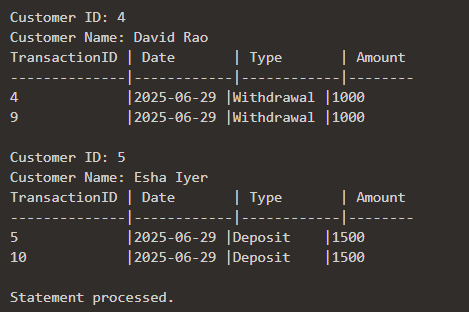 Customer ID: 4
Customer Name: David Rao
TransactionID | Date       | Type       | Amount
--------------|------------|------------|--------
4             |2025-06-29 |Withdrawal |1000
9             |2025-06-29 |Withdrawal |1000

Customer ID: 5
Customer Name: Esha Iyer
TransactionID | Date       | Type       | Amount
--------------|------------|------------|--------
5             |2025-06-29 |Deposit    |1500
10            |2025-06-29 |Deposit    |1500

Statement processed.